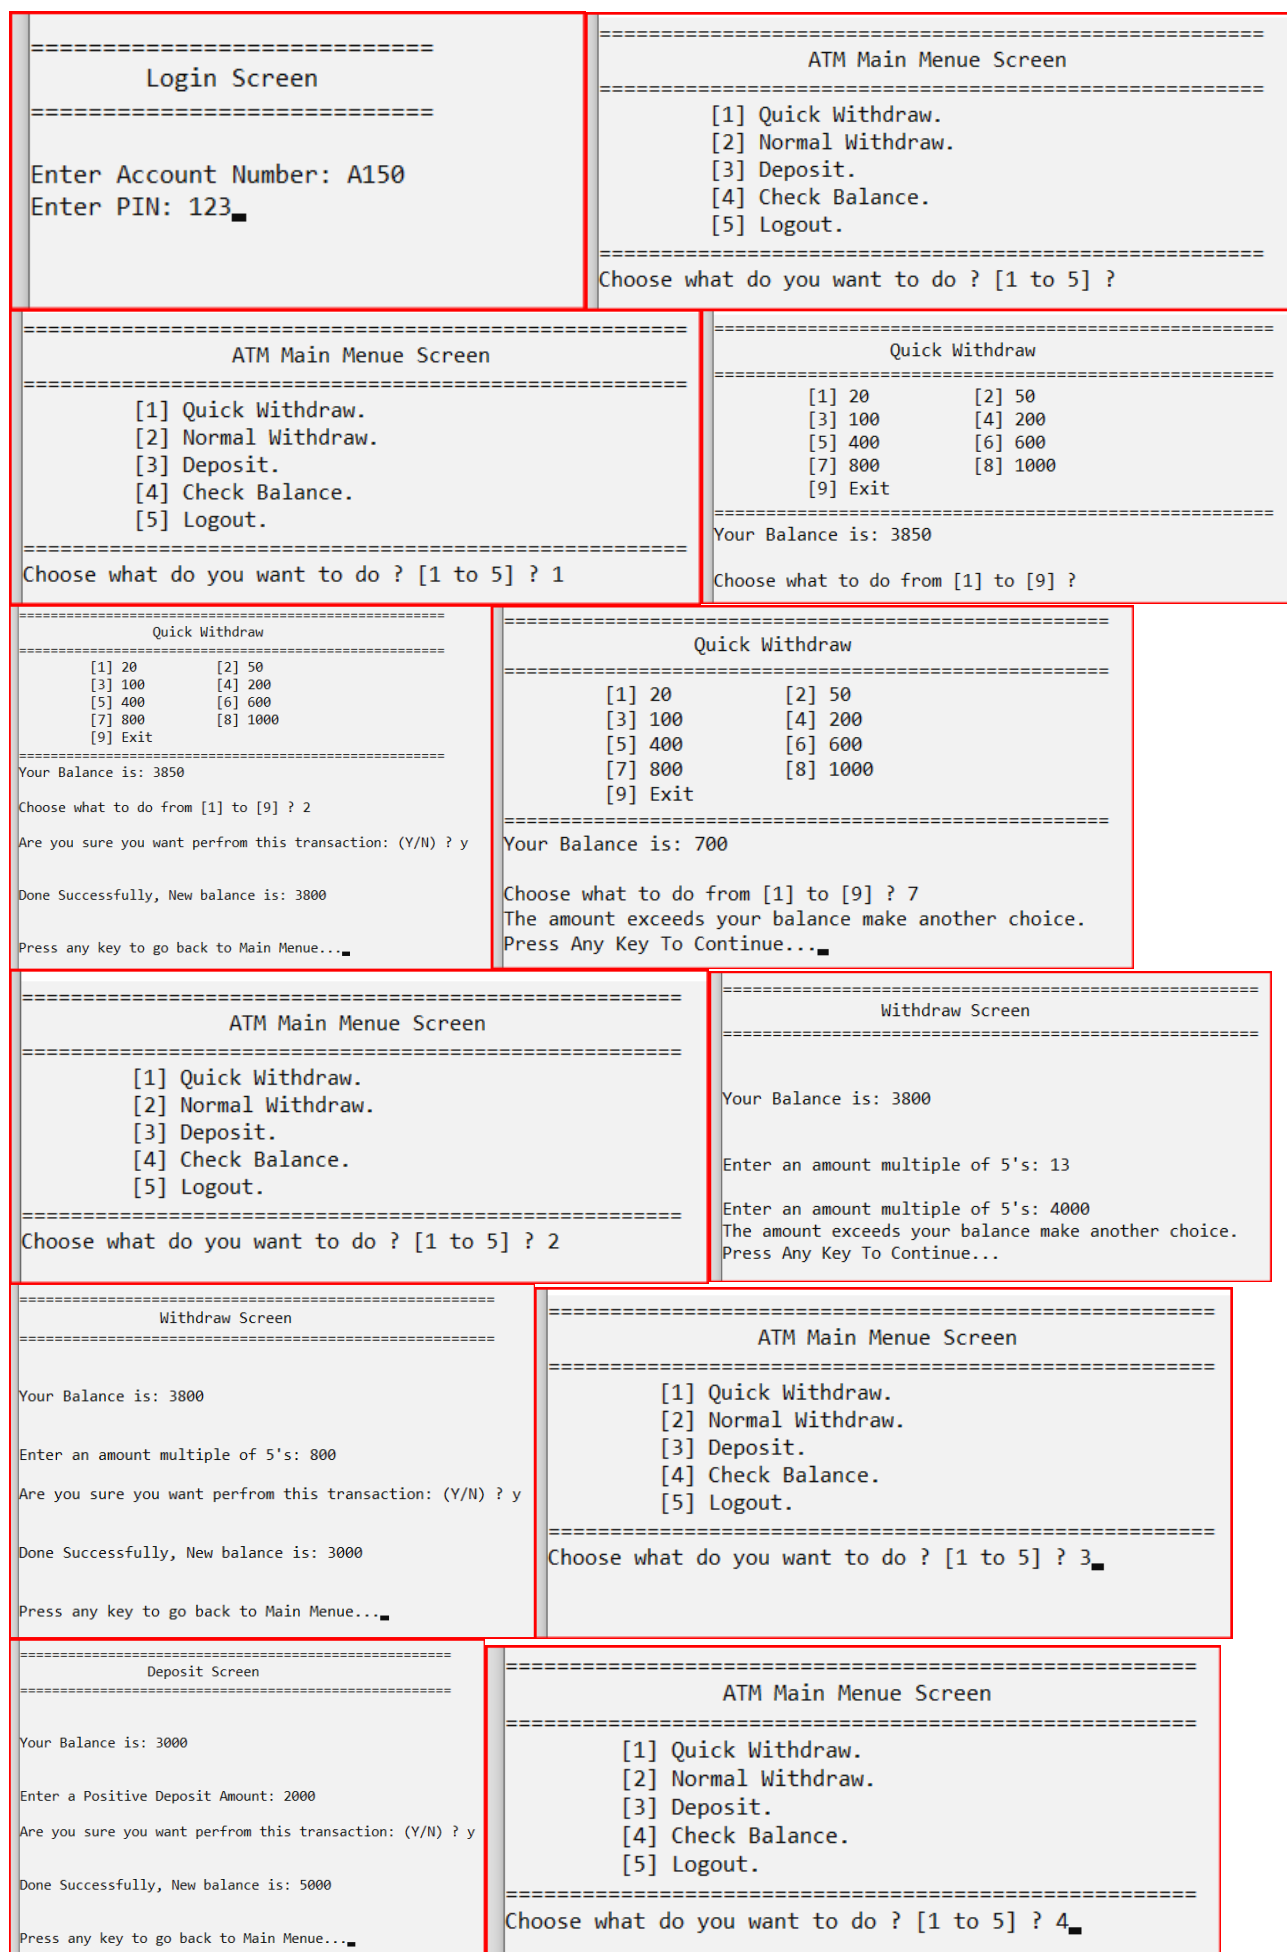 ============================
Login Screen
============================
Enter Account Number: A150
Enter PIN: 123
======================================================
ATM Main Menue Screen
======================================================
[1] Quick Withdraw.
[2] Normal Withdraw.
[3] Deposit.
[4] Check Balance.
[5] Logout.
======================================================
Choose what do you want to do ? [1 to 5] ?
======================================================
ATM Main Menue Screen
======================================================
[1] Quick Withdraw.
[2] Normal Withdraw.
[3] Deposit.
[4] Check Balance.
[5] Logout.
======================================================
Choose what do you want to do ? [1 to 5] ? 1
======================================================
Quick Withdraw
======================================================
[1] 20 [2] 50
[3] 100 [4] 200
[5] 400 [6] 600
[7] 800 [8] 1000
[9] Exit
======================================================
Your Balance is: 3850
Choose what to do from [1] to [9] ?
======================================================
Quick Withdraw
======================================================
[1] 20 [2] 50
[3] 100 [4] 200
[5] 400 [6] 600
[7] 800 [8] 1000
[9] Exit
======================================================
Your Balance is: 3850
Choose what to do from [1] to [9] ? 2
Are you sure you want perfrom this transaction: (Y/N) ? y
Done Successfully, New balance is: 3800
Press any key to go back to Main Menue...
======================================================
Quick Withdraw
======================================================
[1] 20 [2] 50
[3] 100 [4] 200
[5] 400 [6] 600
[7] 800 [8] 1000
[9] Exit
======================================================
Your Balance is: 700
Choose what to do from [1] to [9] ? 7
The amount exceeds your balance make another choice.
Press Any Key To Continue...
======================================================
ATM Main Menue Screen
======================================================
[1] Quick Withdraw.
[2] Normal Withdraw.
[3] Deposit.
[4] Check Balance.
[5] Logout.
======================================================
Choose what do you want to do ? [1 to 5] ? 2
======================================================
Withdraw Screen
======================================================
Your Balance is: 3800
Enter an amount multiple of 5's: 13
Enter an amount multiple of 5's: 4000
The amount exceeds your balance make another choice.
Press Any Key To Continue...
======================================================
Withdraw Screen
======================================================
Your Balance is: 3800
Enter an amount multiple of 5's: 800
Are you sure you want perfrom this transaction: (Y/N) ? y
Done Successfully, New balance is: 3000
Press any key to go back to Main Menue...
======================================================
ATM Main Menue Screen
======================================================
[1] Quick Withdraw.
[2] Normal Withdraw.
[3] Deposit.
[4] Check Balance.
[5] Logout.
======================================================
Choose what do you want to do ? [1 to 5] ? 3
======================================================
Deposit Screen
======================================================
Your Balance is: 3000
Enter a Positive Deposit Amount: 2000
Are you sure you want perfrom this transaction: (Y/N) ? y
Done Successfully, New balance is: 5000
Press any key to go back to Main Menue...
======================================================
ATM Main Menue Screen
======================================================
[1] Quick Withdraw.
[2] Normal Withdraw.
[3] Deposit.
[4] Check Balance.
[5] Logout.
======================================================
Choose what do you want to do ? [1 to 5] ? 4